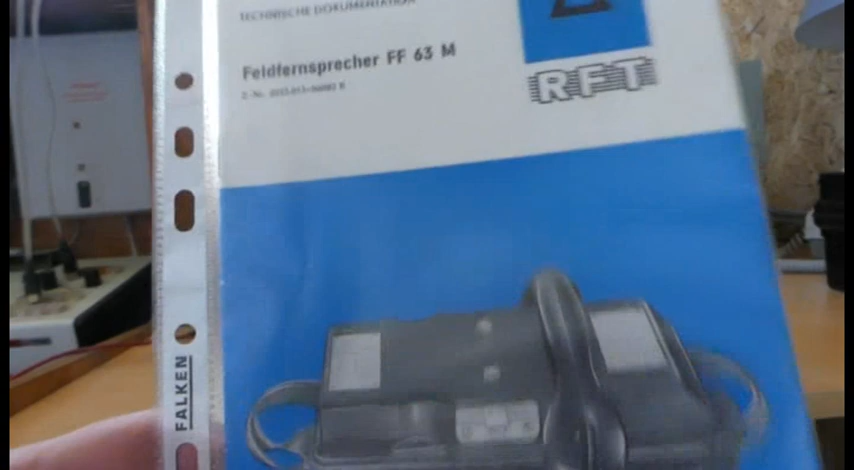 TECHNISCHE DOKUMENTATION
Feldfernsprecher FF 63 M
RFT
FALKEN